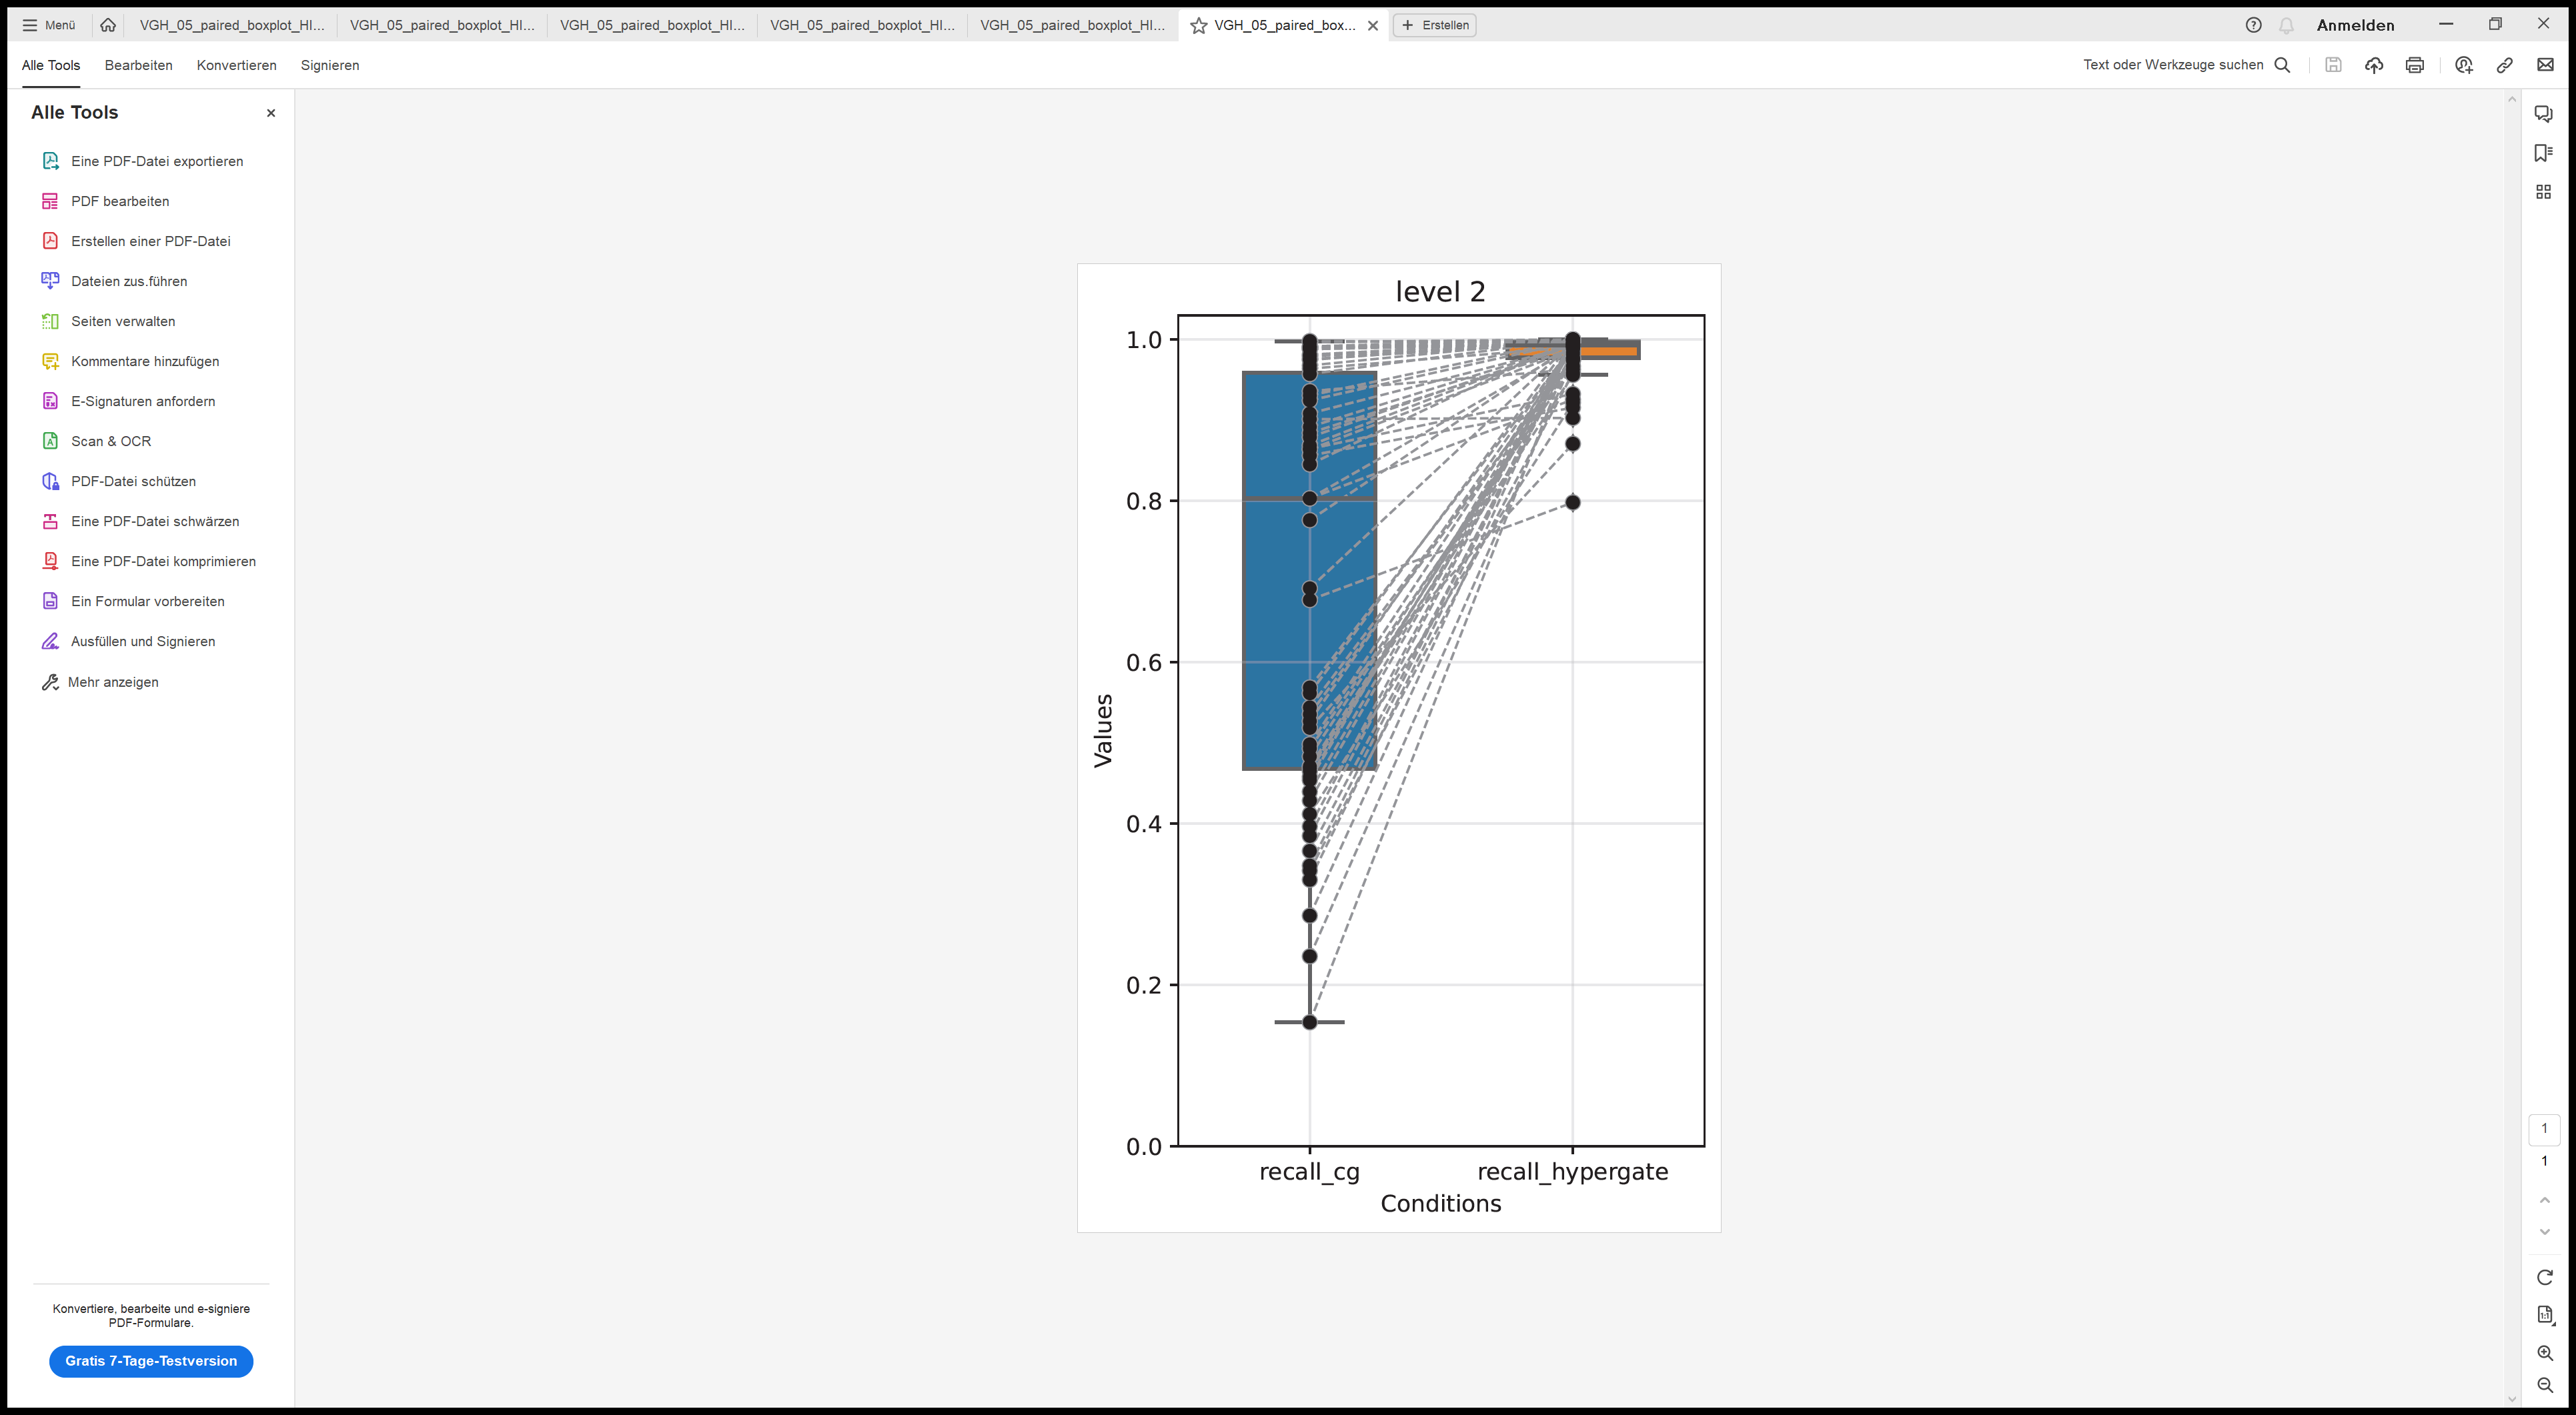 Menü
VGH_05_paired_boxplot_HI...
VGH_05_paired_boxplot_HI...
VGH_05_paired_boxplot_HI...
VGH_05_paired_boxplot_HI...
VGH_05_paired_boxplot_HI...
VGH_05_paired_box...
Erstellen
Anmelden
Alle Tools
Bearbeiten
Konvertieren
Signieren
Text oder Werkzeuge suchen
Alle Tools
Eine PDF-Datei exportieren
PDF bearbeiten
Erstellen einer PDF-Datei
Dateien zus.führen
Seiten verwalten
Kommentare hinzufügen
E-Signaturen anfordern
Scan & OCR
PDF-Datei schützen
Eine PDF-Datei schwärzen
Eine PDF-Datei komprimieren
Ein Formular vorbereiten
Ausfüllen und Signieren
Mehr anzeigen
Konvertiere, bearbeite und e-signiere
PDF-Formulare.
Gratis 7-Tage-Testversion
level 2
1.0
0.8
0.6
0.4
0.2
0.0
Values
recall_cg
recall_hypergate
Conditions
1
1